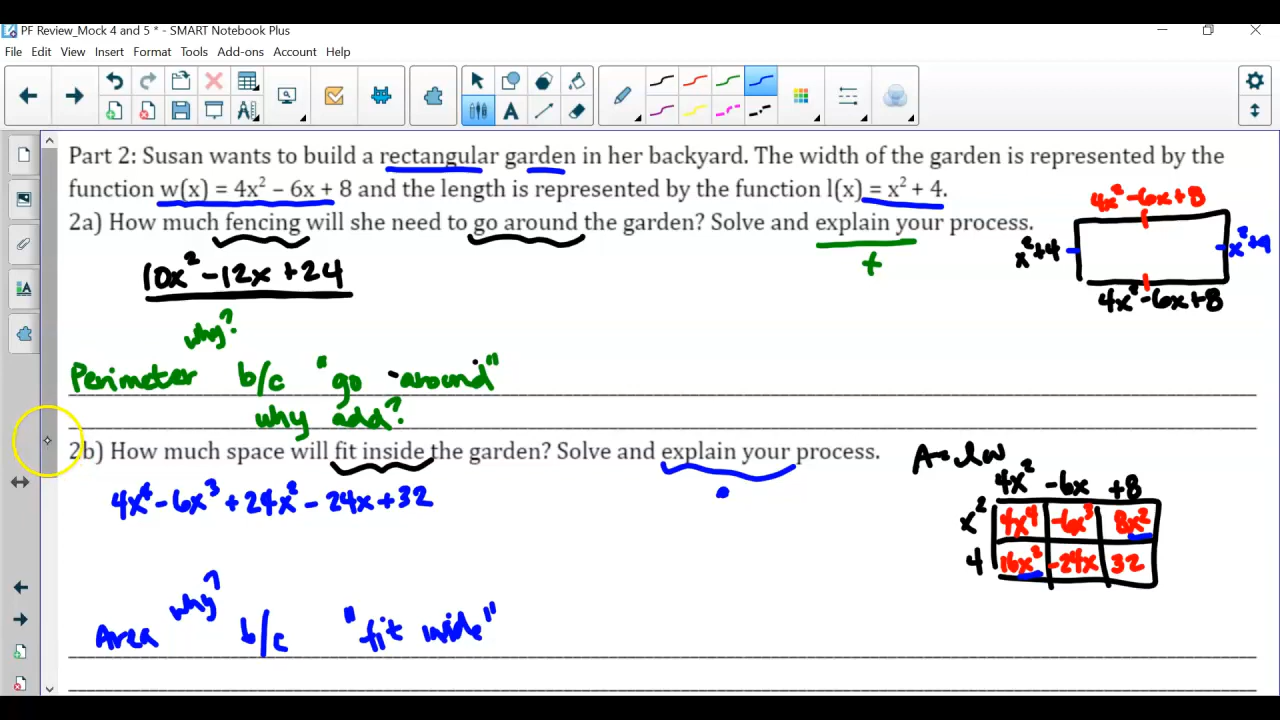 PF Review_Mock 4 and 5 * - SMART Notebook Plus
File Edit View Insert Format Tools Add-ons Account Help
Part 2: Susan wants to build a rectangular garden in her backyard. The width of the garden is represented by the
function w(x) = 4x² – 6x + 8 and the length is represented by the function l(x) = x² + 4.
4x² -6x+8
2a) How much fencing will she need to go around the garden? Solve and explain your process.
+
x²+4
x²+4
10x² -12x +24
4x² -6x+8
why?
Perimeter b/c "go around"
why add?
2b) How much space will fit inside the garden? Solve and explain your process.
A=l·w
4x² -6x +8
4x⁴ -6x³ +24x² -24x +32
x² 4x⁴ -6x³ 8x²
4 16x² -24x 32
why?
Area b/c "fit inside"